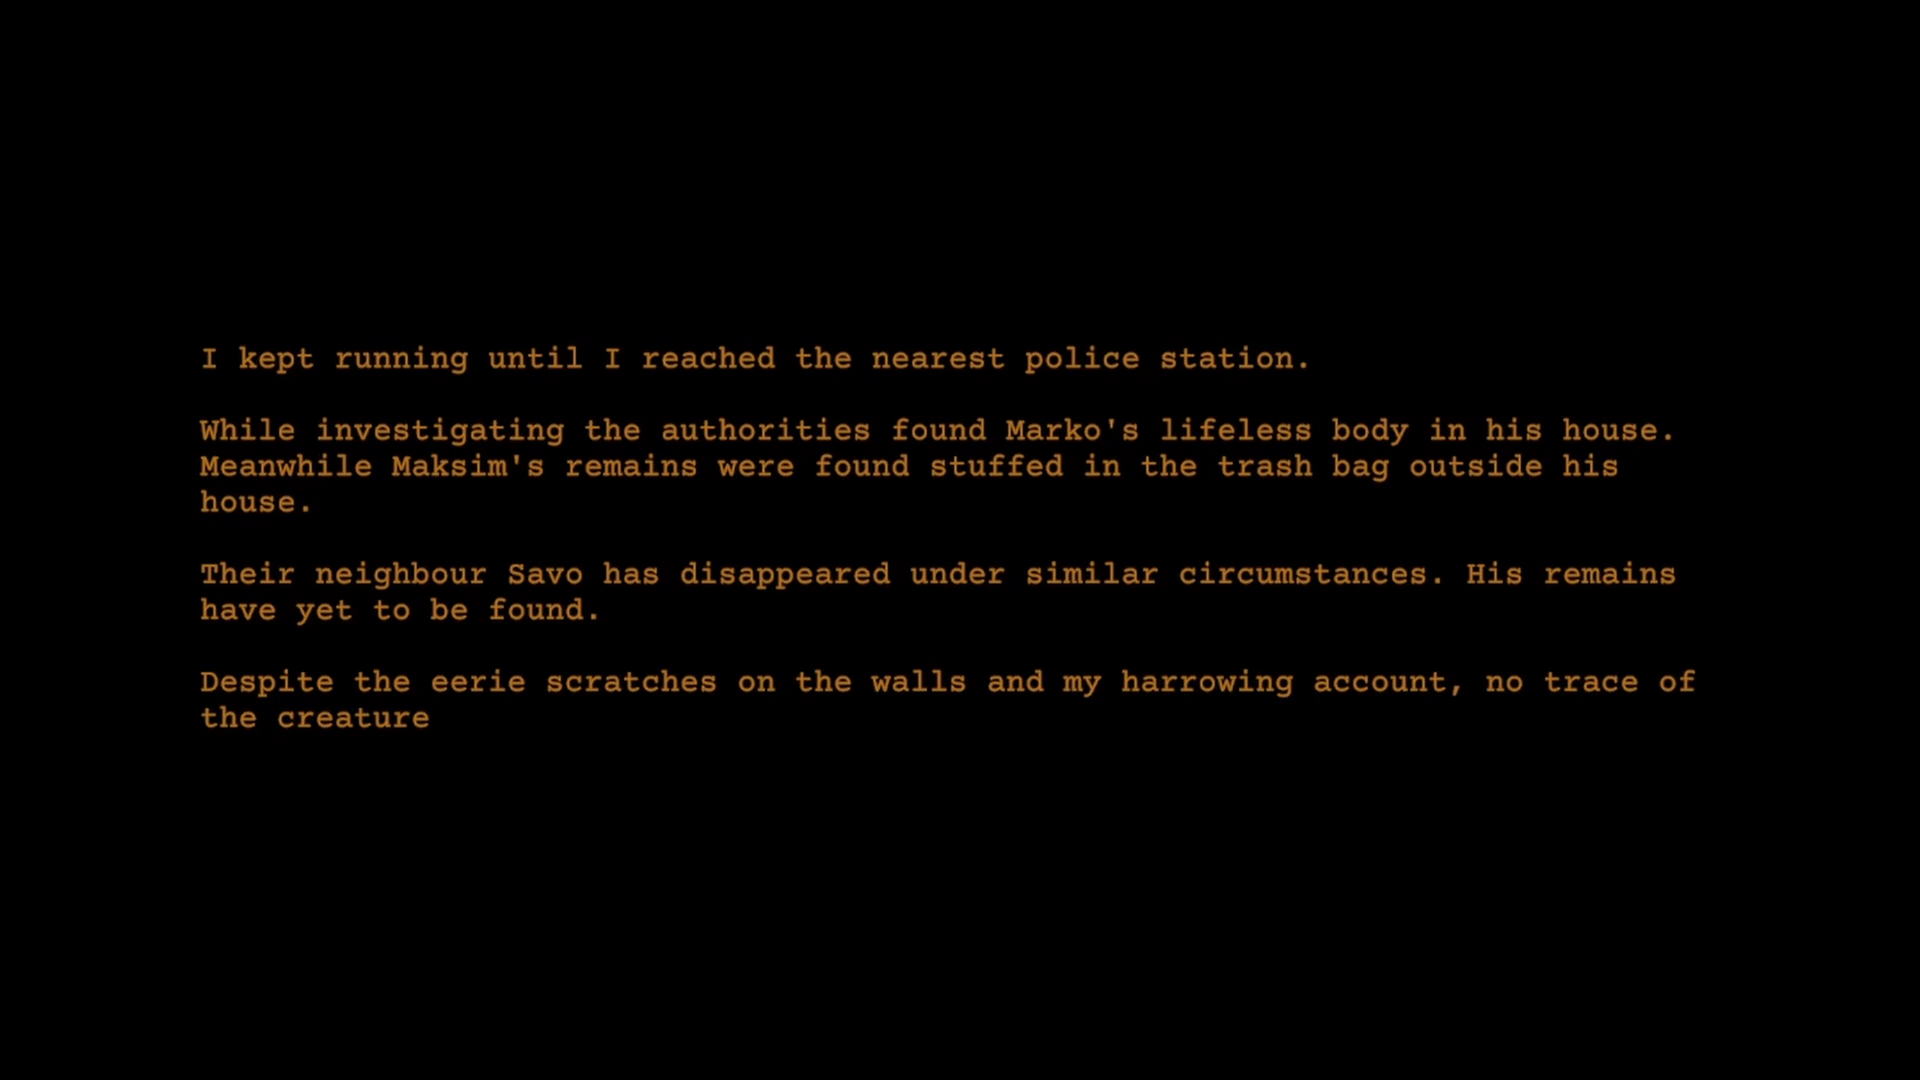 I kept running until I reached the nearest police station.
While investigating the authorities found Marko's lifeless body in his house.
Meanwhile Maksim's remains were found stuffed in the trash bag outside his
house.
Their neighbour Savo has disappeared under similar circumstances. His remains
have yet to be found.
Despite the eerie scratches on the walls and my harrowing account, no trace of
the creature